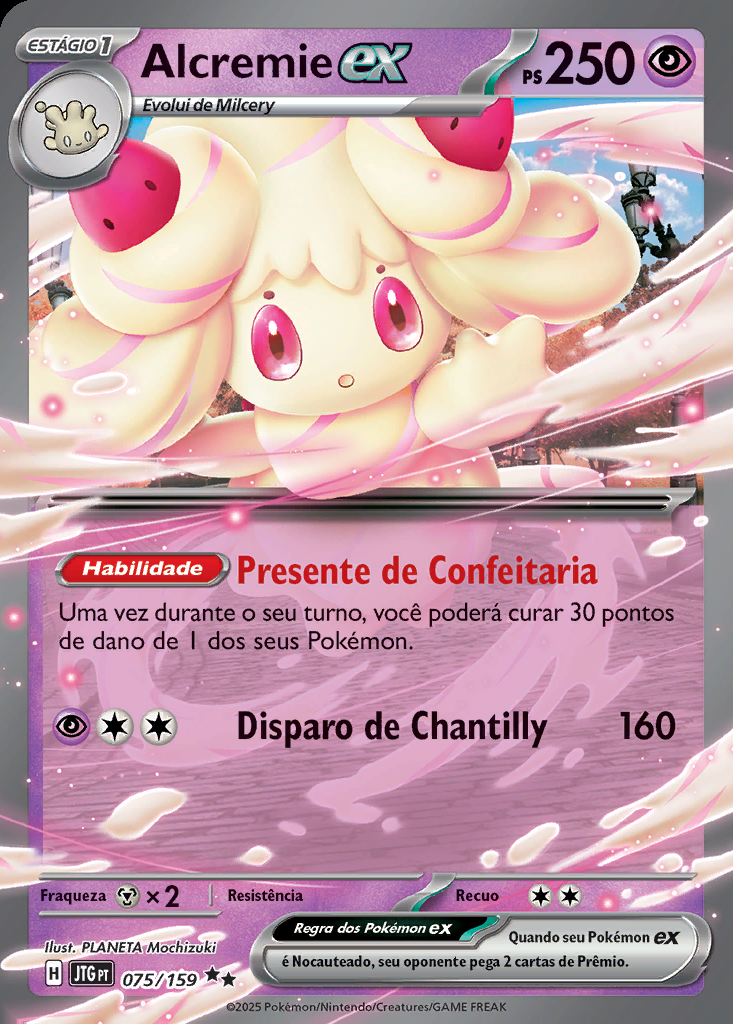 ESTÁGIO 1
Alcremie ex
PS 250
Evolui de Milcery
Habilidade Presente de Confeitaria
Uma vez durante o seu turno, você poderá curar 30 pontos
de dano de 1 dos seus Pokémon.
Disparo de Chantilly 160
Fraqueza ×2 Resistência Recuo
Regra dos Pokémon ex Quando seu Pokémon ex
é Nocauteado, seu oponente pega 2 cartas de Prêmio.
Ilust. PLANETA Mochizuki
H JTG PT 075/159 ★★
©2025 Pokémon/Nintendo/Creatures/GAME FREAK